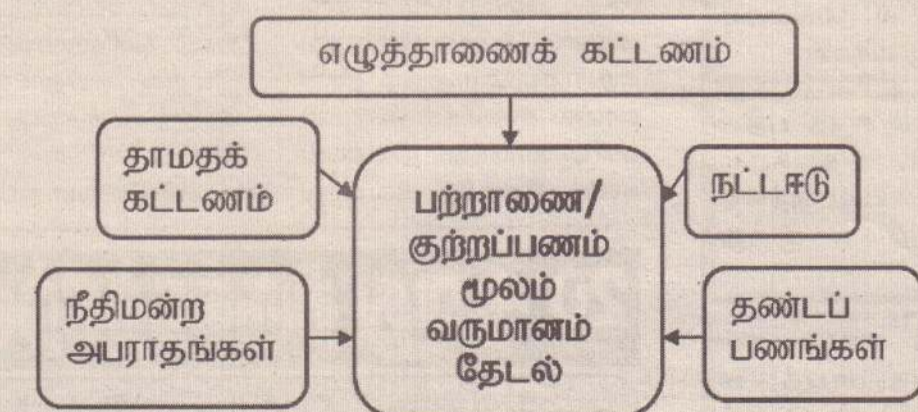 எழுத்தாணைக் கட்டணம்
தாமதக்
கட்டணம்
பற்றாணை/
குற்றப்பணம்
மூலம்
வருமானம்
தேடல்
நட்டஈடு
நீதிமன்ற
அபராதங்கள்
தண்டப்
பணங்கள்